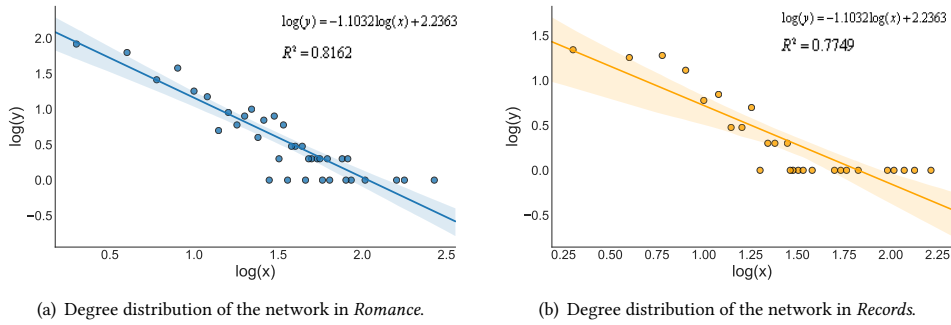 log(y) = −1.1032log(x) + 2.2363
R² = 0.8162
2.0
1.5
1.0
0.5
0.0
−0.5
log(y)
0.5 1.0 1.5 2.0 2.5
log(x)
(a) Degree distribution of the network in Romance.
log(y) = −1.1032log(x) + 2.2363
R² = 0.7749
1.5
1.0
0.5
0.0
−0.5
log(y)
0.25 0.50 0.75 1.00 1.25 1.50 1.75 2.00 2.25
log(x)
(b) Degree distribution of the network in Records.